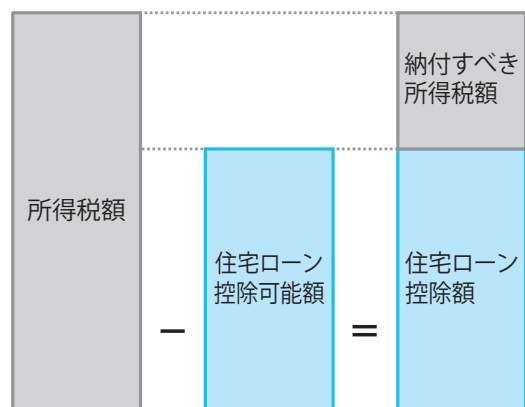 所得税額
−
住宅ローン
控除可能額
=
納付すべき
所得税額
住宅ローン
控除額